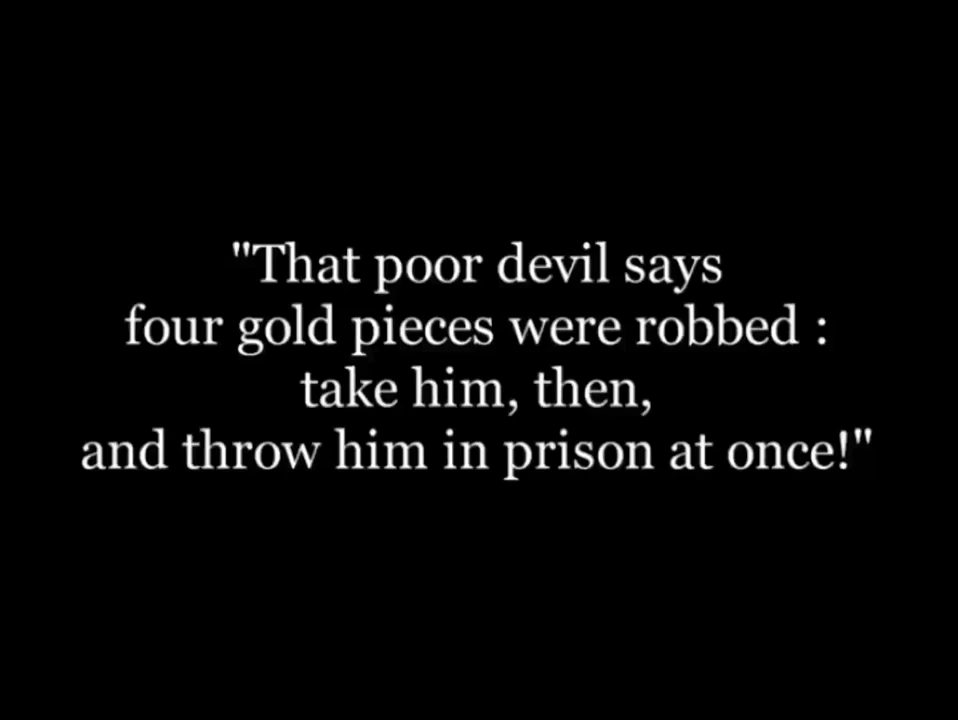 "That poor devil says
four gold pieces were robbed :
take him, then,
and throw him in prison at once!"